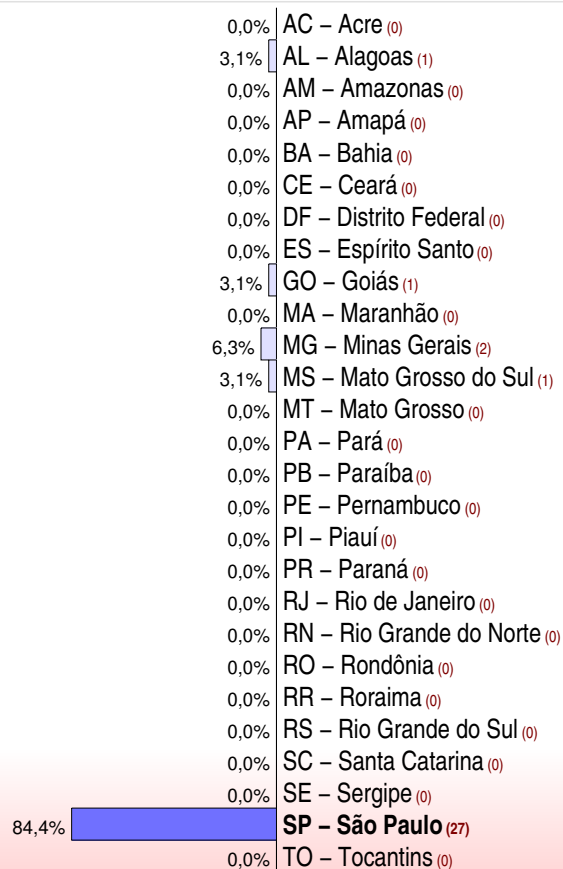 0,0% AC – Acre (0)
3,1% AL – Alagoas (1)
0,0% AM – Amazonas (0)
0,0% AP – Amapá (0)
0,0% BA – Bahia (0)
0,0% CE – Ceará (0)
0,0% DF – Distrito Federal (0)
0,0% ES – Espírito Santo (0)
3,1% GO – Goiás (1)
0,0% MA – Maranhão (0)
6,3% MG – Minas Gerais (2)
3,1% MS – Mato Grosso do Sul (1)
0,0% MT – Mato Grosso (0)
0,0% PA – Pará (0)
0,0% PB – Paraíba (0)
0,0% PE – Pernambuco (0)
0,0% PI – Piauí (0)
0,0% PR – Paraná (0)
0,0% RJ – Rio de Janeiro (0)
0,0% RN – Rio Grande do Norte (0)
0,0% RO – Rondônia (0)
0,0% RR – Roraima (0)
0,0% RS – Rio Grande do Sul (0)
0,0% SC – Santa Catarina (0)
0,0% SE – Sergipe (0)
84,4% SP – São Paulo (27)
0,0% TO – Tocantins (0)